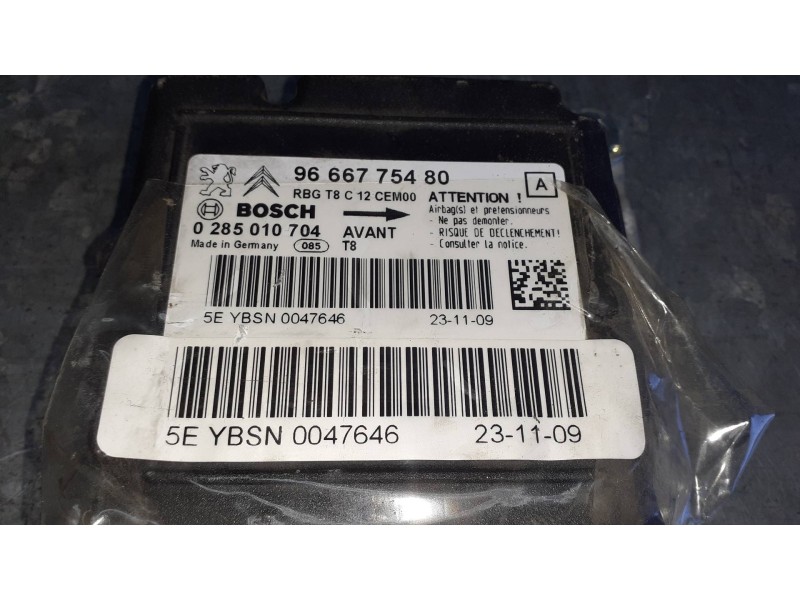 96 667 754 80
A
RBG T8 C 12 CEM00
ATTENTION !
BOSCH
Airbag(s) et pretensionneurs
- Ne pas demonter.
0 285 010 704 AVANT
- RISQUE DE DECLENCHEMENT!
Made in Germany 085 T8
- Consulter la notice.
5E YBSN 0047646 23-11-09
5E YBSN 0047646 23-11-09